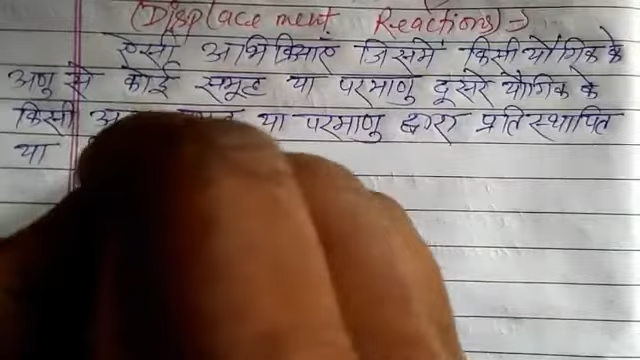 (Displacement Reactions) →
ऐसी अभिक्रियाएं जिसमें किसी यौगिक के
अणु से कोई समूह या परमाणु दूसरे यौगिक के
किसी या परमाणु द्वारा प्रतिस्थापित
या